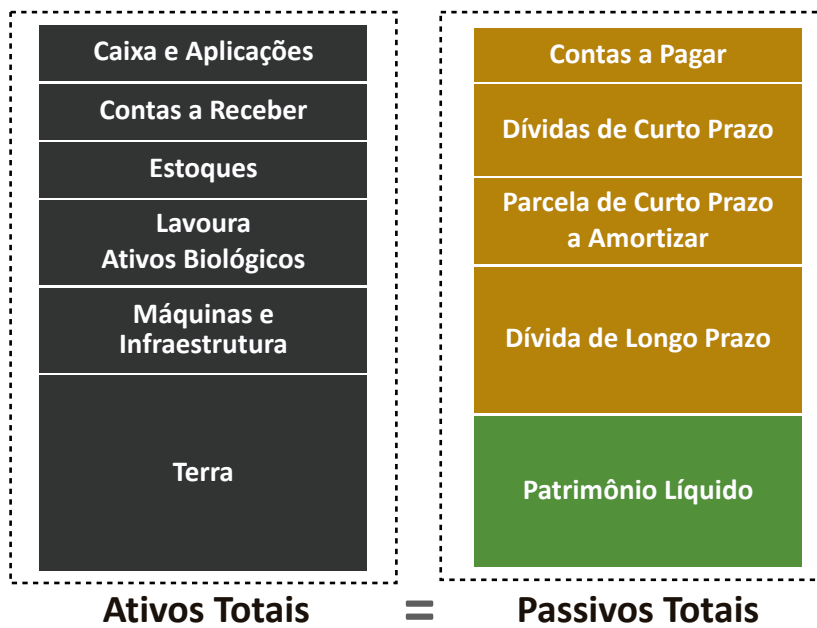 Caixa e Aplicações
Contas a Receber
Estoques
Lavoura
Ativos Biológicos
Máquinas e
Infraestrutura
Terra
Contas a Pagar
Dívidas de Curto Prazo
Parcela de Curto Prazo
a Amortizar
Dívida de Longo Prazo
Patrimônio Líquido
Ativos Totais = Passivos Totais